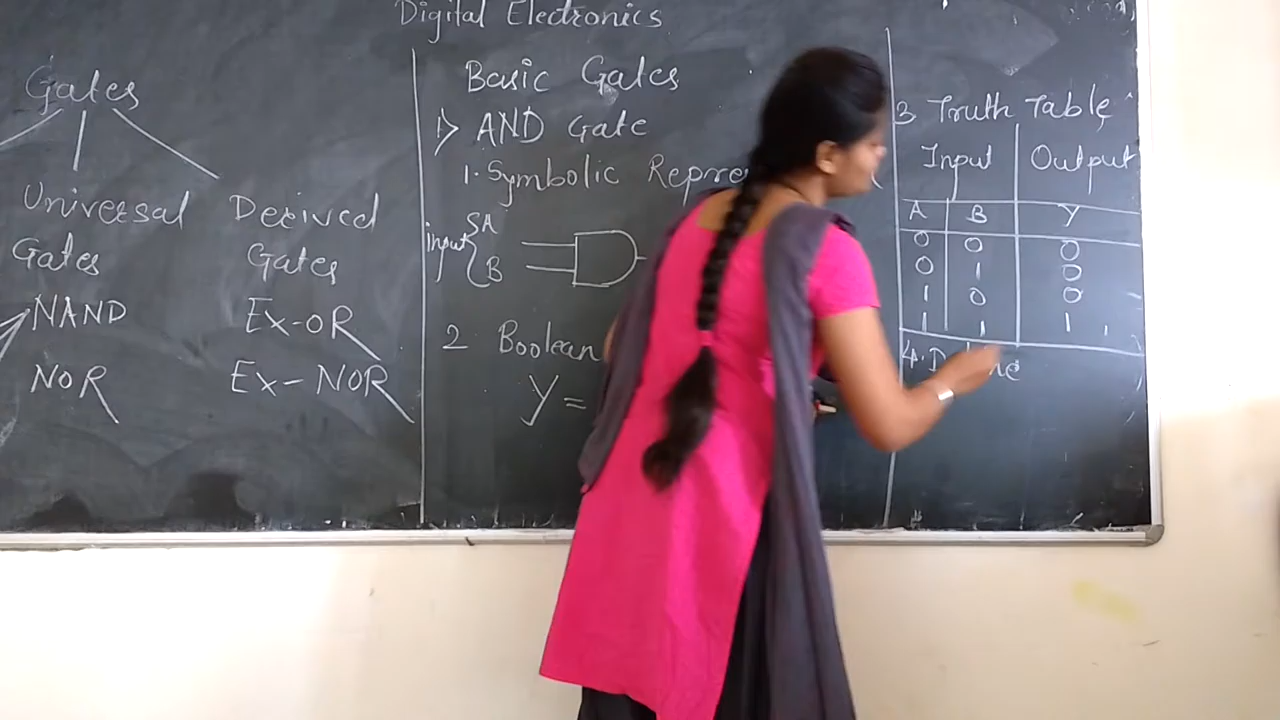 Digital Electronics
Gates
Universal Gates
NAND
NOR
Derived Gates
Ex-OR
Ex-NOR
Basic Gates
1> AND Gate
1. Symbolic
input { A
B
2 Boolean
Y =
3. Truth Table
Input Output
A B Y
0 0 0
0 1 0
1 0 0
1 1 1
4.